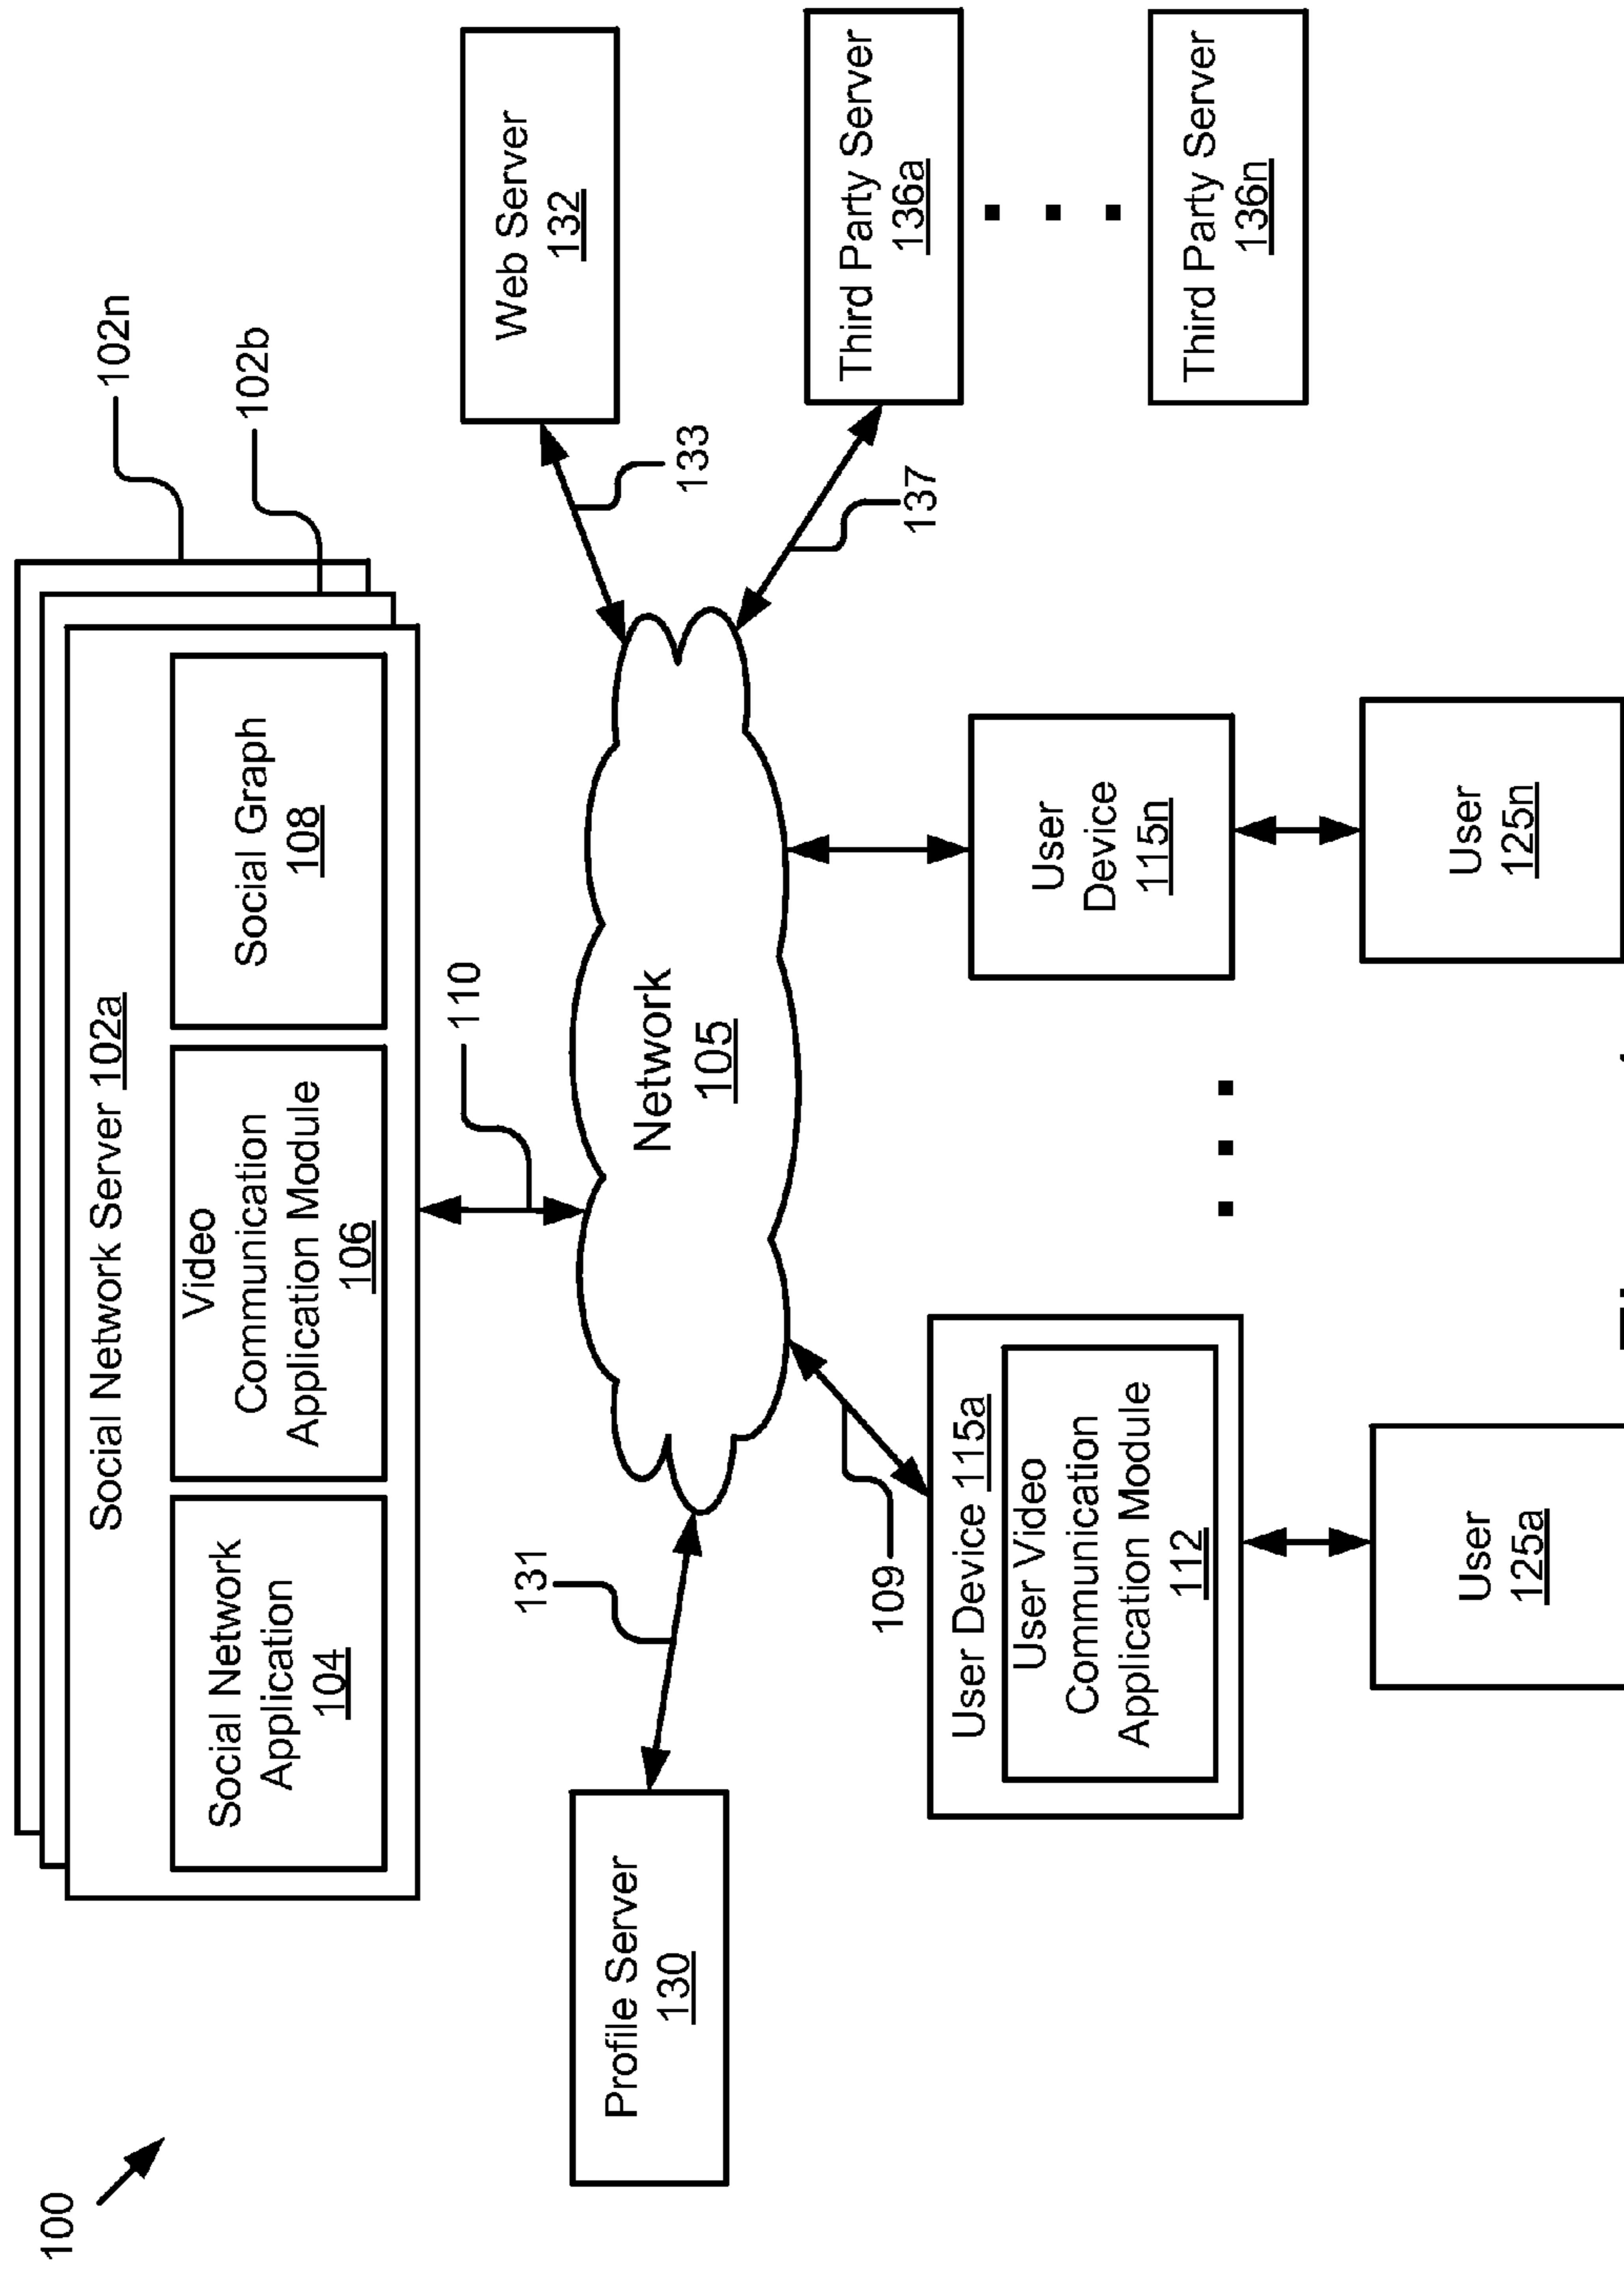 100
102n
102b
Social Network Server 102a
Social Network
Application
104
Video
Communication
Application Module
106
Social Graph
108
110
Web Server
132
133
131
Profile Server
130
Network
105
137
Third Party Server
136a
Third Party Server
136n
109
User Device 115a
User Video
Communication
Application Module
112
User
Device
115n
User
125a
User
125n